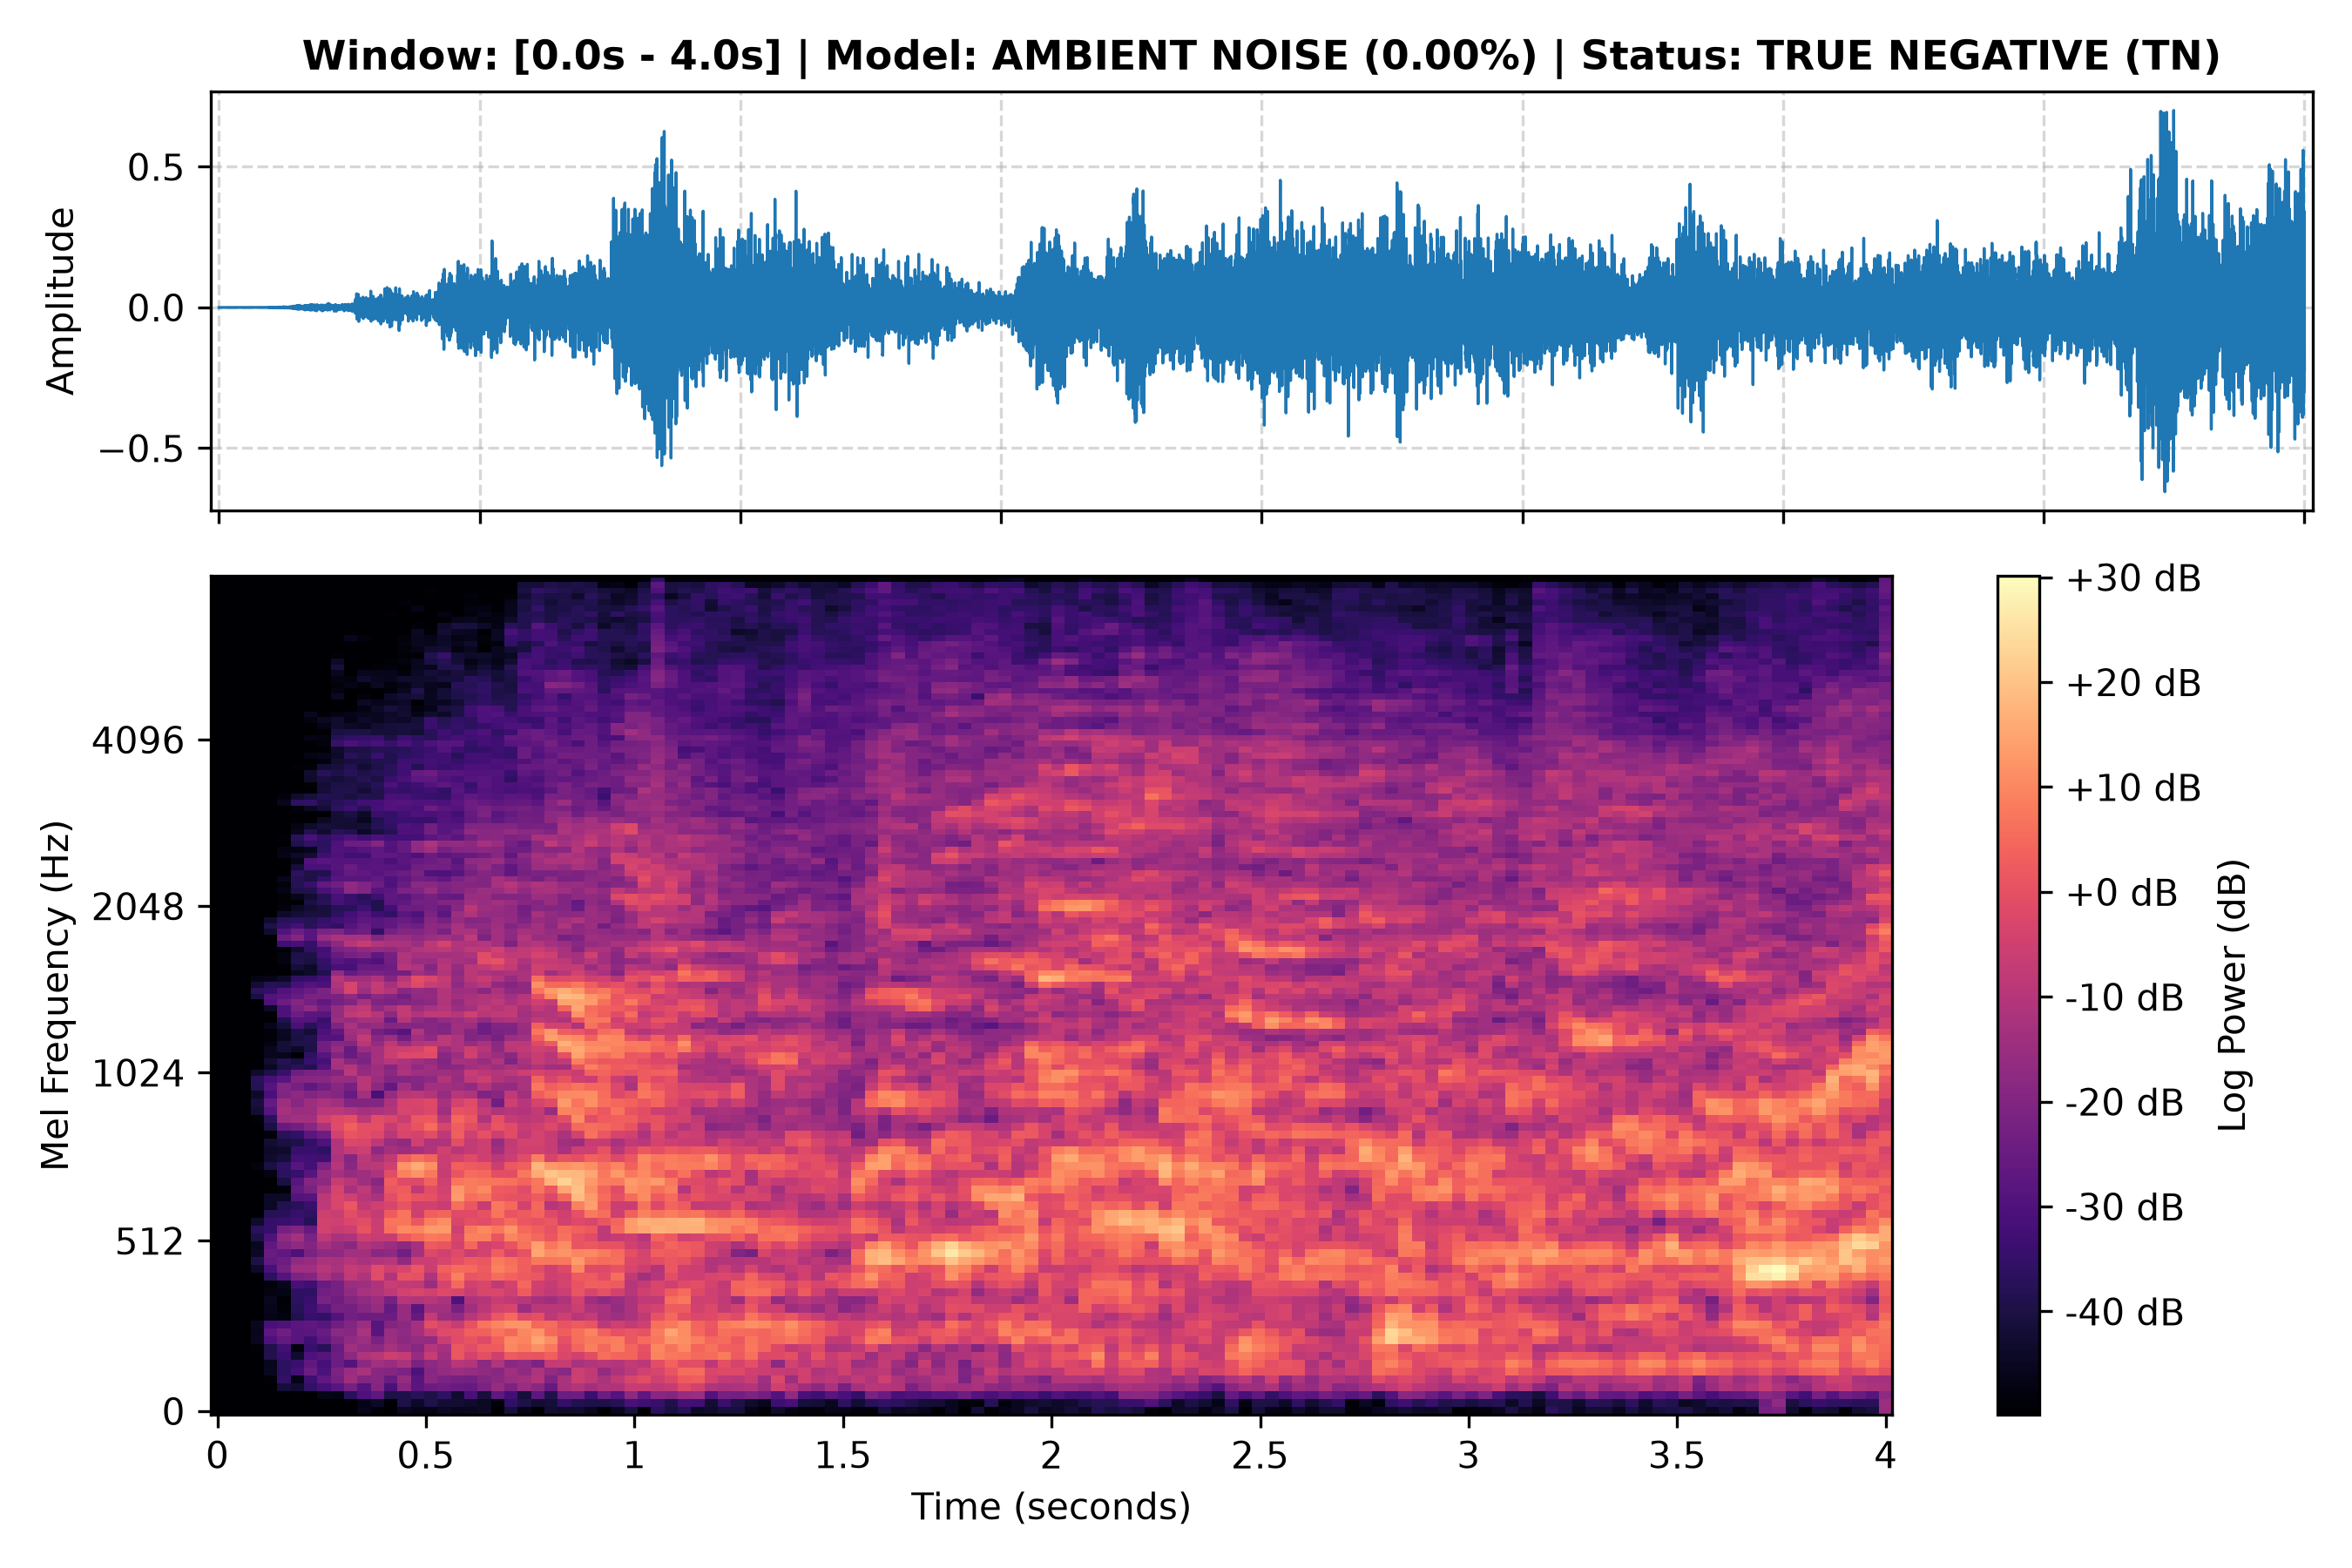 Window: [0.0s - 4.0s] | Model: AMBIENT NOISE (0.00%) | Status: TRUE NEGATIVE (TN)
Amplitude
0.5
0.0
−0.5
Mel Frequency (Hz)
4096
2048
1024
512
0
0 0.5 1 1.5 2 2.5 3 3.5 4
Time (seconds)
+30 dB
+20 dB
+10 dB
+0 dB
-10 dB
-20 dB
-30 dB
-40 dB
Log Power (dB)